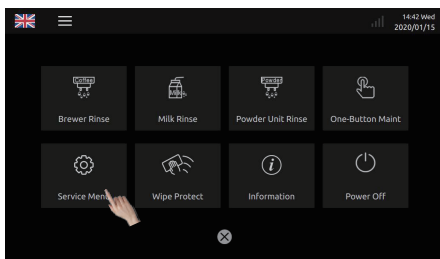 14:42 Wed
2020/01/15
Coffee
Milk
Powder
Brewer Rinse
Milk Rinse
Powder Unit Rinse
One-Button Maint
Service Menu
Wipe Protect
Information
Power Off